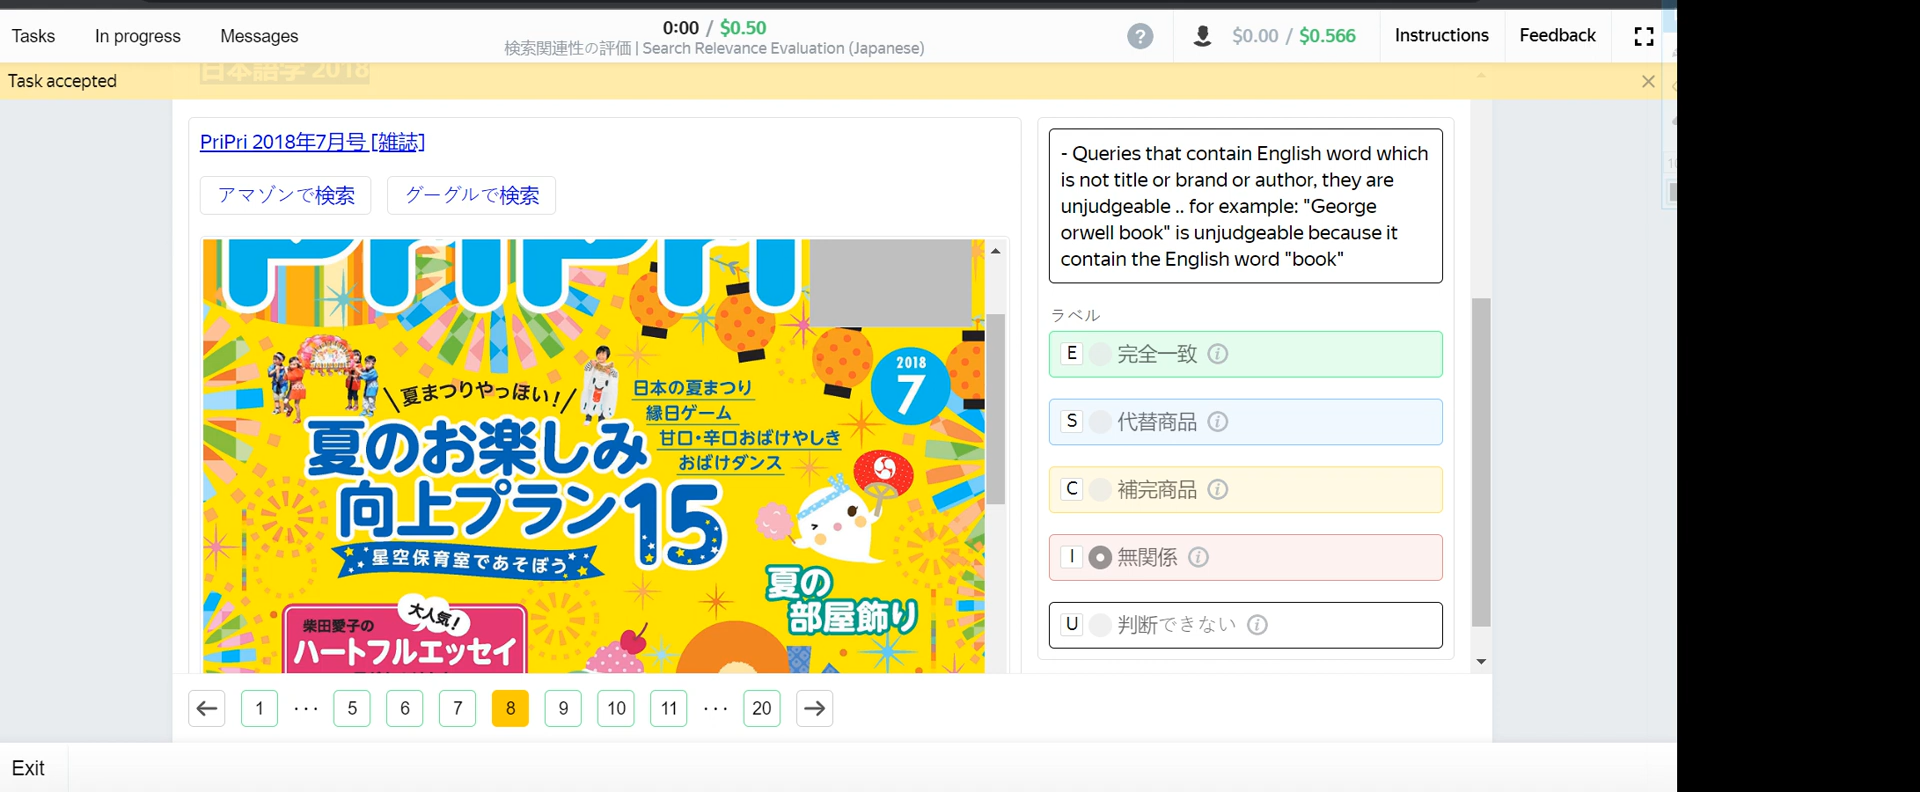 Tasks In progress Messages
0:00 / $0.50
検索関連性の評価 | Search Relevance Evaluation (Japanese)
? $0.00 / $0.566 Instructions Feedback
Task accepted
日本語学 2018
PriPri 2018年7月号 [雑誌]
アマゾンで検索 グーグルで検索
PriPri
2018
7
夏まつりやっほい!
日本の夏まつり
縁日ゲーム
甘口・辛口おばけやしき
おばけダンス
夏のお楽しみ
向上プラン15
星空保育室であそぼう
夏の
部屋飾り
大人気!
柴田愛子の
ハートフルエッセイ
- Queries that contain English word which
is not title or brand or author, they are
unjudgeable .. for example: "George
orwell book" is unjudgeable because it
contain the English word "book"
ラベル
E 完全一致
S 代替商品
C 補完商品
I 無関係
U 判断できない
← 1 ··· 5 6 7 8 9 10 11 ··· 20 →
Exit